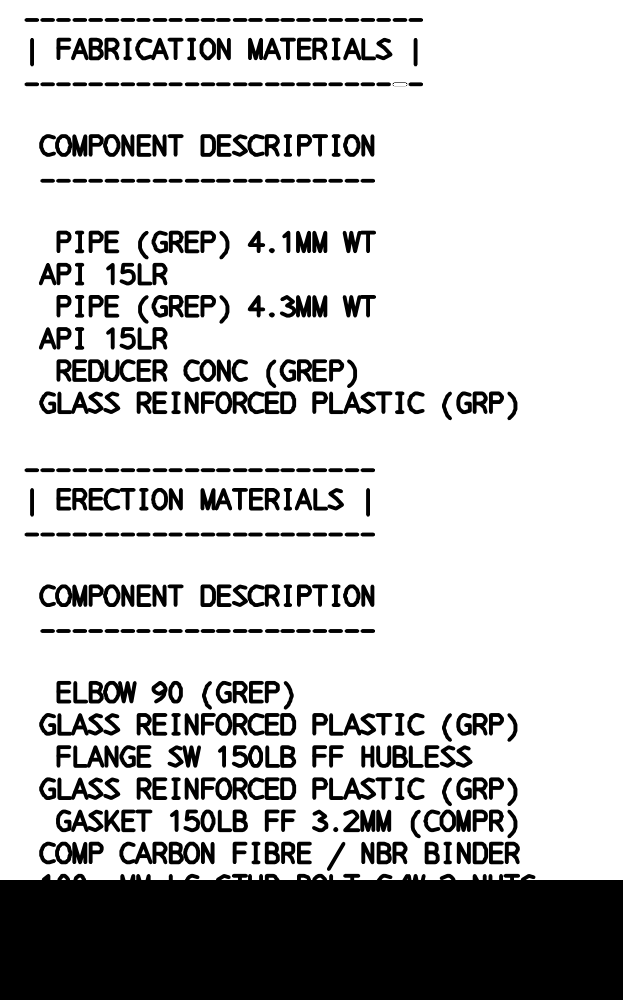 --------------------------
| FABRICATION MATERIALS |
--------------------------
COMPONENT DESCRIPTION
---------------------
PIPE (GREP) 4.1MM WT
API 15LR
PIPE (GREP) 4.3MM WT
API 15LR
REDUCER CONC (GREP)
GLASS REINFORCED PLASTIC (GRP)
----------------------
| ERECTION MATERIALS |
----------------------
COMPONENT DESCRIPTION
---------------------
ELBOW 90 (GREP)
GLASS REINFORCED PLASTIC (GRP)
FLANGE SW 150LB FF HUBLESS
GLASS REINFORCED PLASTIC (GRP)
GASKET 150LB FF 3.2MM (COMPR)
COMP CARBON FIBRE / NBR BINDER